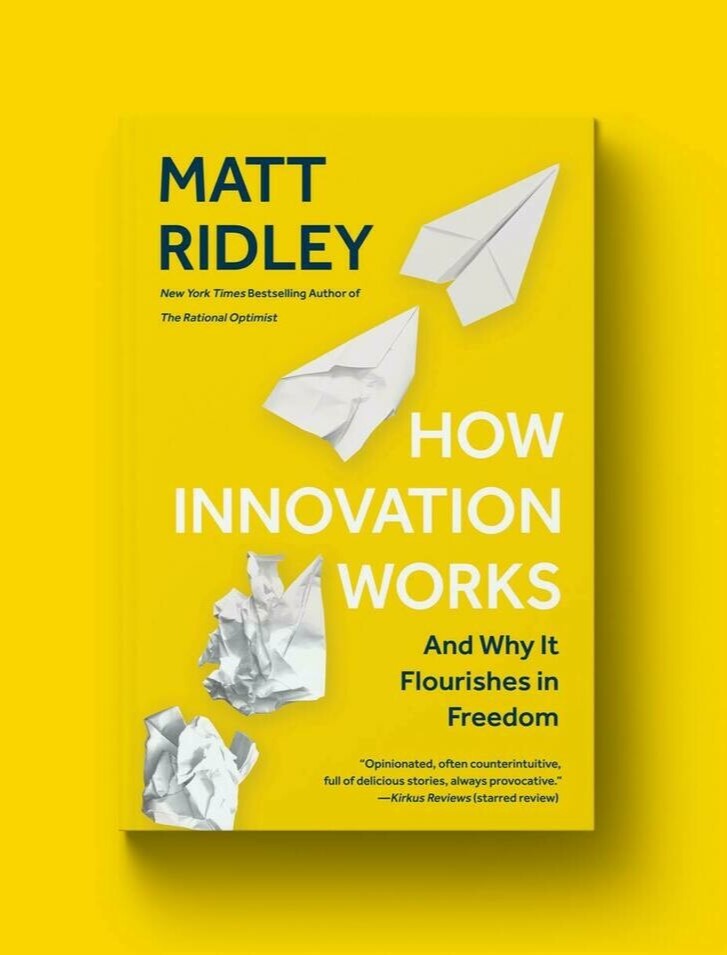 MATT
RIDLEY
New York Times Bestselling Author of
The Rational Optimist
HOW
INNOVATION
WORKS
And Why It
Flourishes in
Freedom
"Opinionated, often counterintuitive,
full of delicious stories, always provocative."
—Kirkus Reviews (starred review)